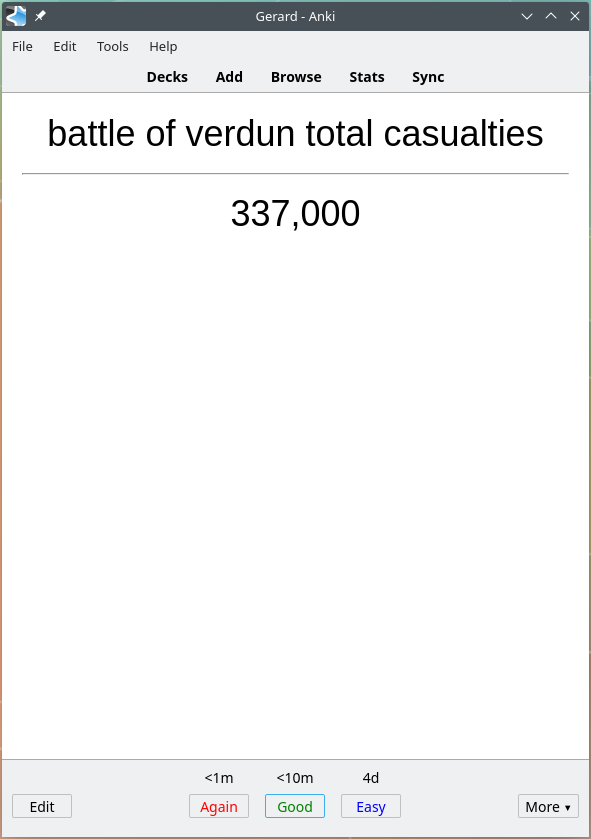 Gerard - Anki
File Edit Tools Help
Decks Add Browse Stats Sync
battle of verdun total casualties
337,000
<1m <10m 4d
Edit Again Good Easy More ▾